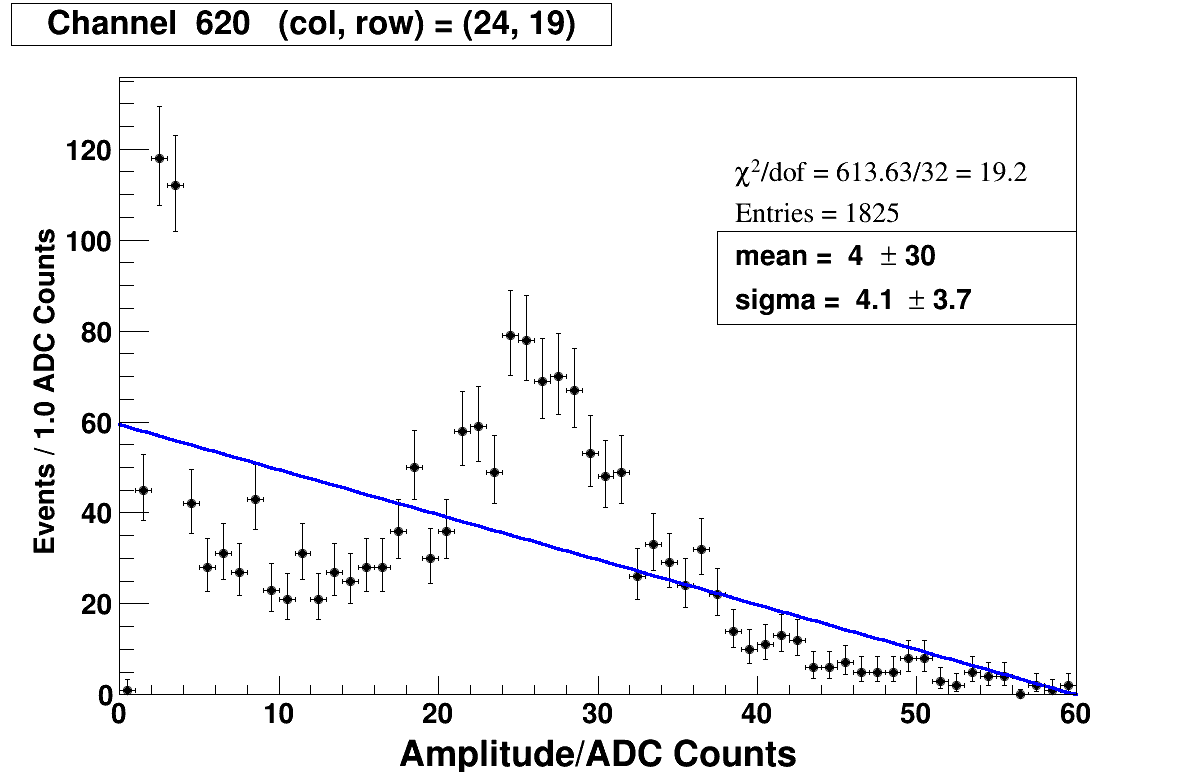 Channel 620 (col, row) = (24, 19)
χ²/dof = 613.63/32 = 19.2
Entries = 1825
mean = 4 ± 30
sigma = 4.1 ± 3.7
Events / 1.0 ADC Counts
120
100
80
60
40
20
0
0 10 20 30 40 50 60
Amplitude/ADC Counts